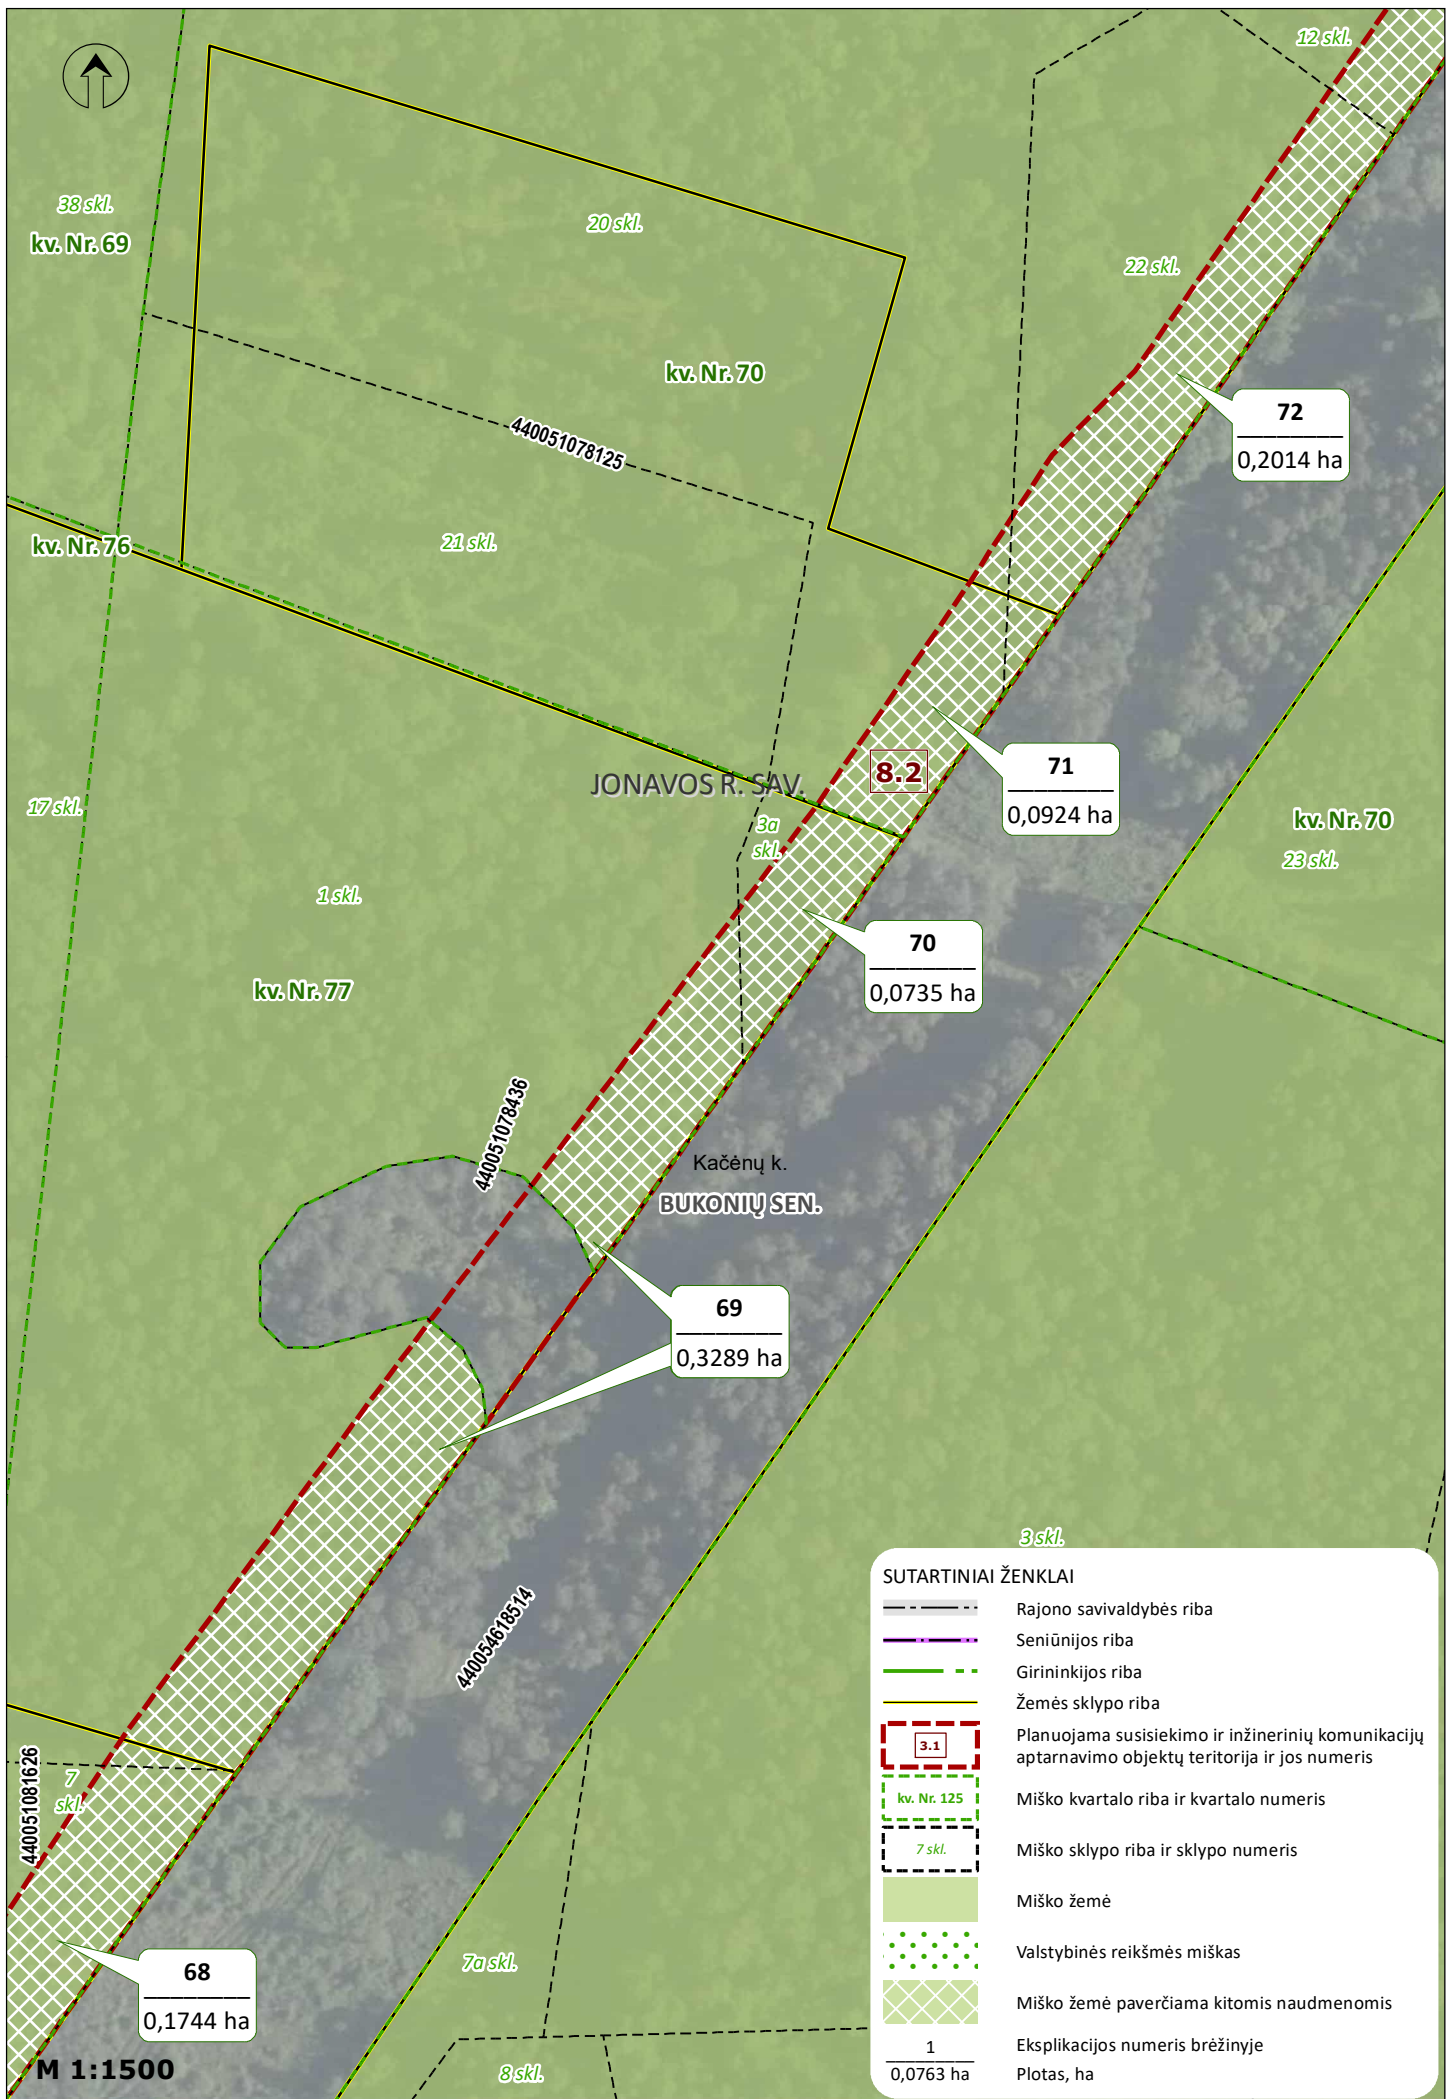 12 skl.
38 skl.
kv. Nr. 69
20 skl.
22 skl.
kv. Nr. 70
440051078125
72
0,2014 ha
kv. Nr. 76
21 skl.
8.2
71
0,0924 ha
JONAVOS R. SAV.
17 skl.
3a
skl.
kv. Nr. 70
23 skl.
1 skl.
70
0,0735 ha
kv. Nr. 77
440051078436
Kačėnų k.
BUKONIŲ SEN.
69
0,3289 ha
3 skl.
440054618514
440051081626
7
skl.
68
0,1744 ha
7a skl.
8 skl.
M 1:1500
SUTARTINIAI ŽENKLAI
Rajono savivaldybės riba
Seniūnijos riba
Girininkijos riba
Žemės sklypo riba
3.1
Planuojama susisiekimo ir inžinerinių komunikacijų
aptarnavimo objektų teritorija ir jos numeris
kv. Nr. 125
Miško kvartalo riba ir kvartalo numeris
7 skl.
Miško sklypo riba ir sklypo numeris
Miško žemė
Valstybinės reikšmės miškas
Miško žemė paverčiama kitomis naudmenomis
1
Eksplikacijos numeris brėžinyje
0,0763 ha
Plotas, ha